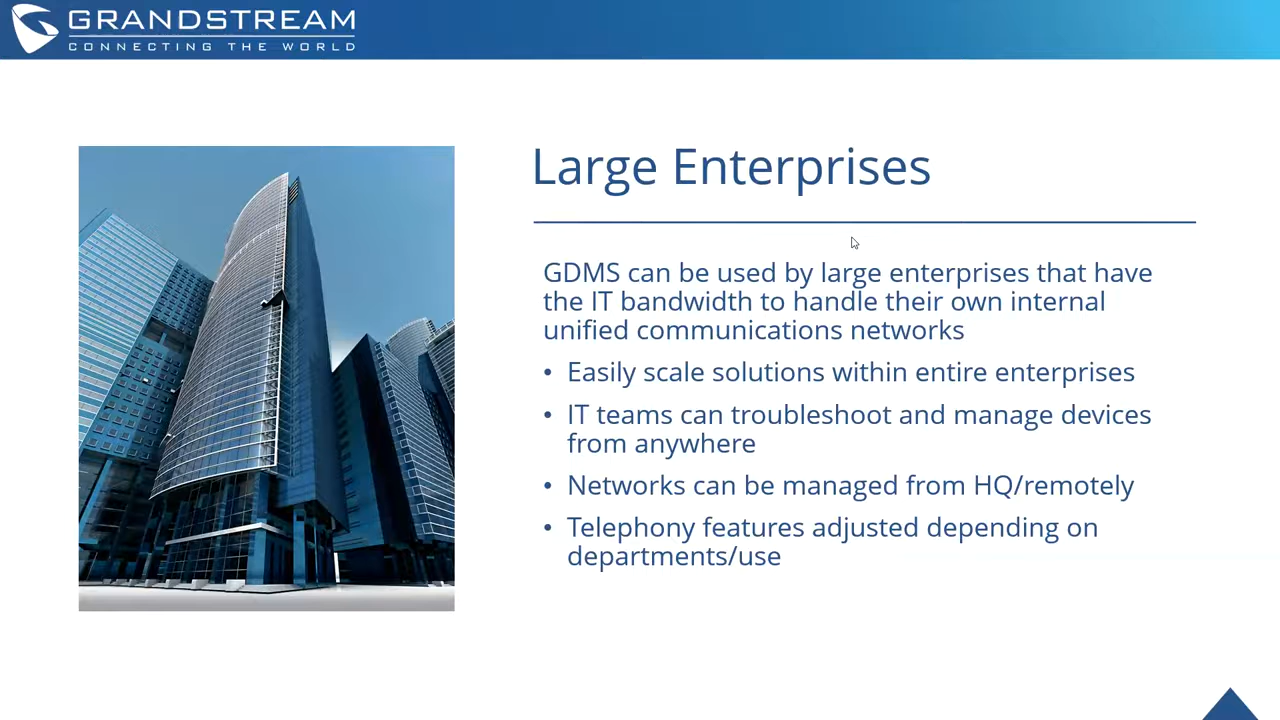 GRANDSTREAM
CONNECTING THE WORLD
Large Enterprises
GDMS can be used by large enterprises that have
the IT bandwidth to handle their own internal
unified communications networks
• Easily scale solutions within entire enterprises
• IT teams can troubleshoot and manage devices
from anywhere
• Networks can be managed from HQ/remotely
• Telephony features adjusted depending on
departments/use